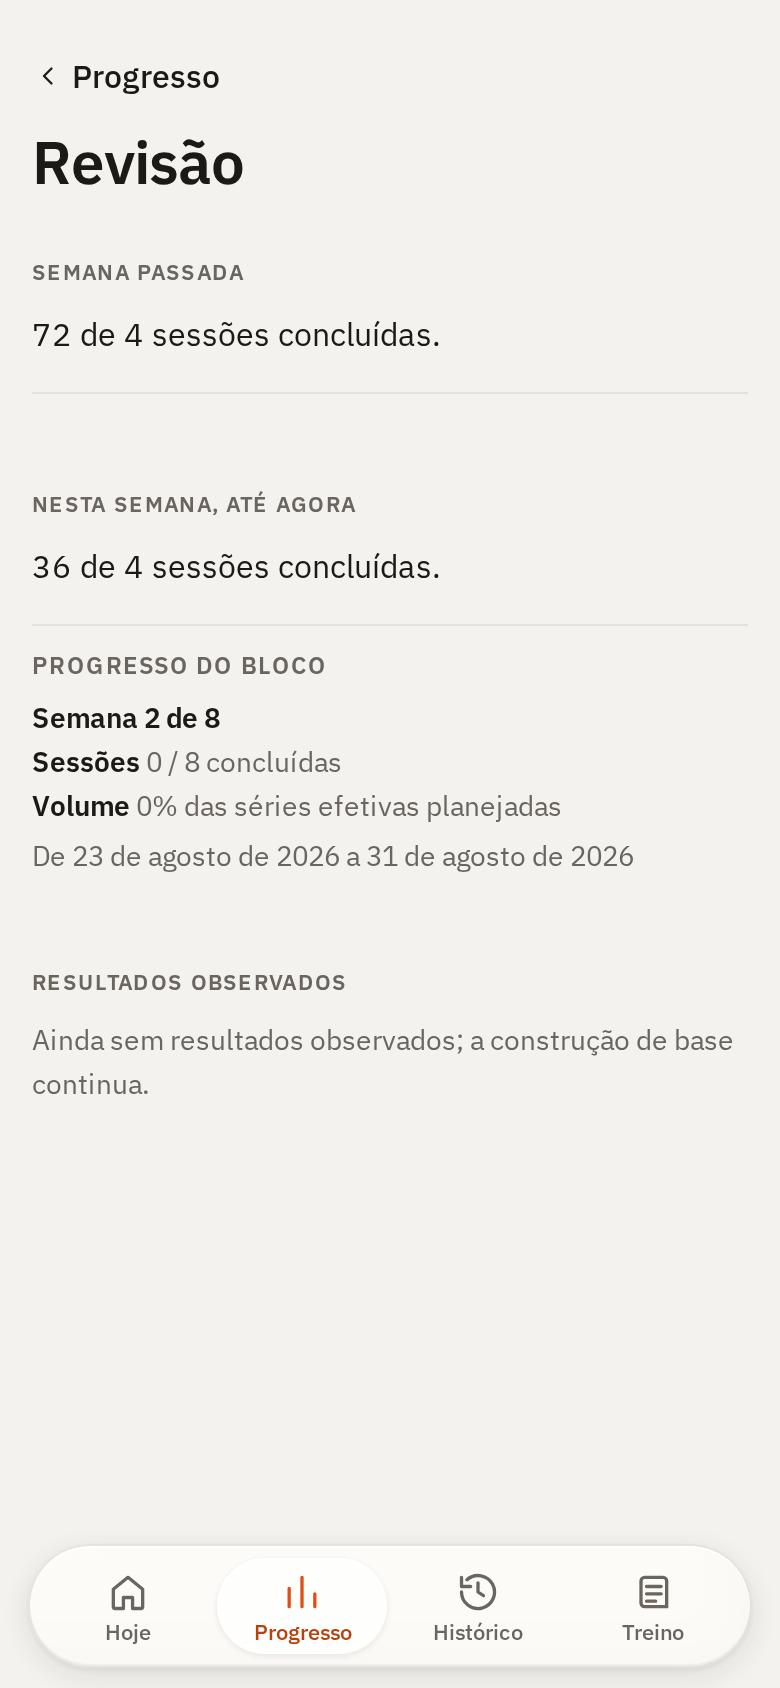 Progresso
Revisão
SEMANA PASSADA
72 de 4 sessões concluídas.
NESTA SEMANA, ATÉ AGORA
36 de 4 sessões concluídas.
PROGRESSO DO BLOCO
Semana 2 de 8
Sessões 0 / 8 concluídas
Volume 0% das séries efetivas planejadas
De 23 de agosto de 2026 a 31 de agosto de 2026
RESULTADOS OBSERVADOS
Ainda sem resultados observados; a construção de base
continua.
Hoje
Progresso
Histórico
Treino